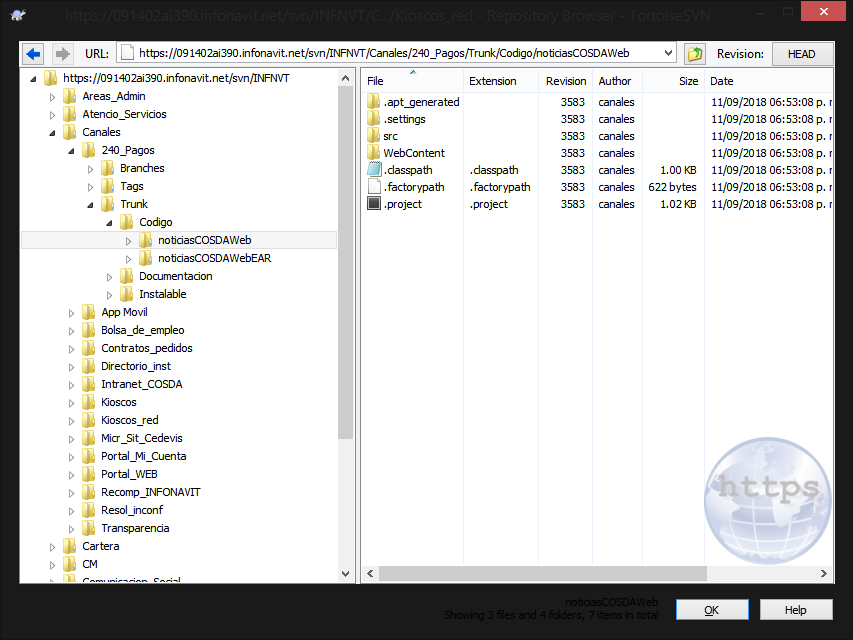 https://091402ai390.infonavit.net/svn/INFNVT/C.../Kioscos_red - Repository Browser - TortoiseSVN
URL: https://091402ai390.infonavit.net/svn/INFNVT/Canales/240_Pagos/Trunk/Codigo/noticiasCOSDAWeb Revision: HEAD
https://091402ai390.infonavit.net/svn/INFNVT
Areas_Admin
Atencio_Servicios
Canales
240_Pagos
Branches
Tags
Trunk
Codigo
noticiasCOSDAWeb
noticiasCOSDAWebEAR
Documentacion
Instalable
App Movil
Bolsa_de_empleo
Contratos_pedidos
Directorio_inst
Intranet_COSDA
Kioscos
Kioscos_red
Micr_Sit_Cedevis
Portal_Mi_Cuenta
Portal_WEB
Recomp_INFONAVIT
Resol_inconf
Transparencia
Cartera
CM
Comunicacion_Social
File Extension Revision Author Size Date
.apt_generated 3583 canales 11/09/2018 06:53:08 p. r
.settings 3583 canales 11/09/2018 06:53:08 p. r
src 3583 canales 11/09/2018 06:53:08 p. r
WebContent 3583 canales 11/09/2018 06:53:08 p. r
.classpath .classpath 3583 canales 1.00 KB 11/09/2018 06:53:08 p. r
.factorypath .factorypath 3583 canales 622 bytes 11/09/2018 06:53:08 p. r
.project .project 3583 canales 1.02 KB 11/09/2018 06:53:08 p. r
https
noticiasCOSDAWeb
Showing 3 files and 4 folders, 7 items in total
OK Help